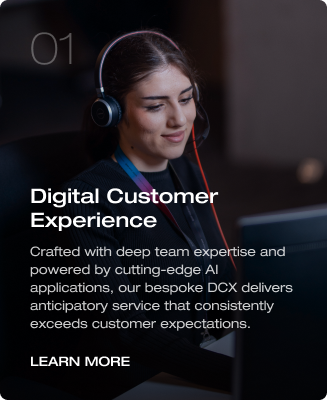 01
Digital Customer
Experience
Crafted with deep team expertise and
powered by cutting-edge AI
applications, our bespoke DCX delivers
anticipatory service that consistently
exceeds customer expectations.
LEARN MORE